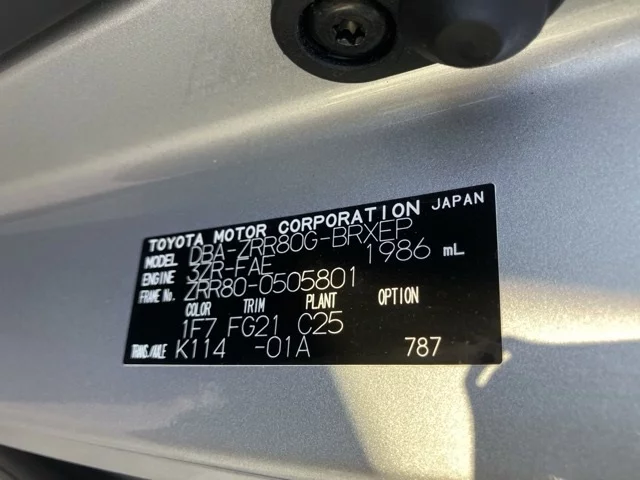 TOYOTA MOTOR CORPORATION JAPAN
MODEL DBA-ZRR80G-BRXEP
ENGINE 3ZR-FAE 1986 mL
FRAME No. ZRR80-0505801
COLOR TRIM PLANT OPTION
1F7 FG21 C25
TRANS./AXLE K114 -01A 787